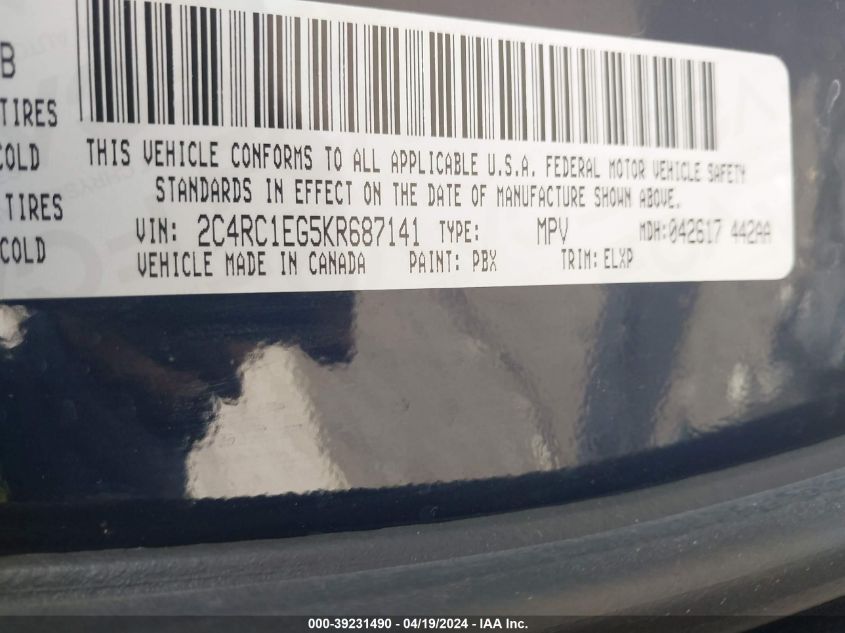 B
TIRES
COLD
TIRES
COLD
THIS VEHICLE CONFORMS TO ALL APPLICABLE U.S.A. FEDERAL MOTOR VEHICLE SAFETY
STANDARDS IN EFFECT ON THE DATE OF MANUFACTURE SHOWN ABOVE.
VIN: 2C4RC1EG5KR687141 TYPE: MPV MDH:042617 442AA
VEHICLE MADE IN CANADA PAINT: PBX TRIM: ELXP
000-39231490 - 04/19/2024 - IAA Inc.